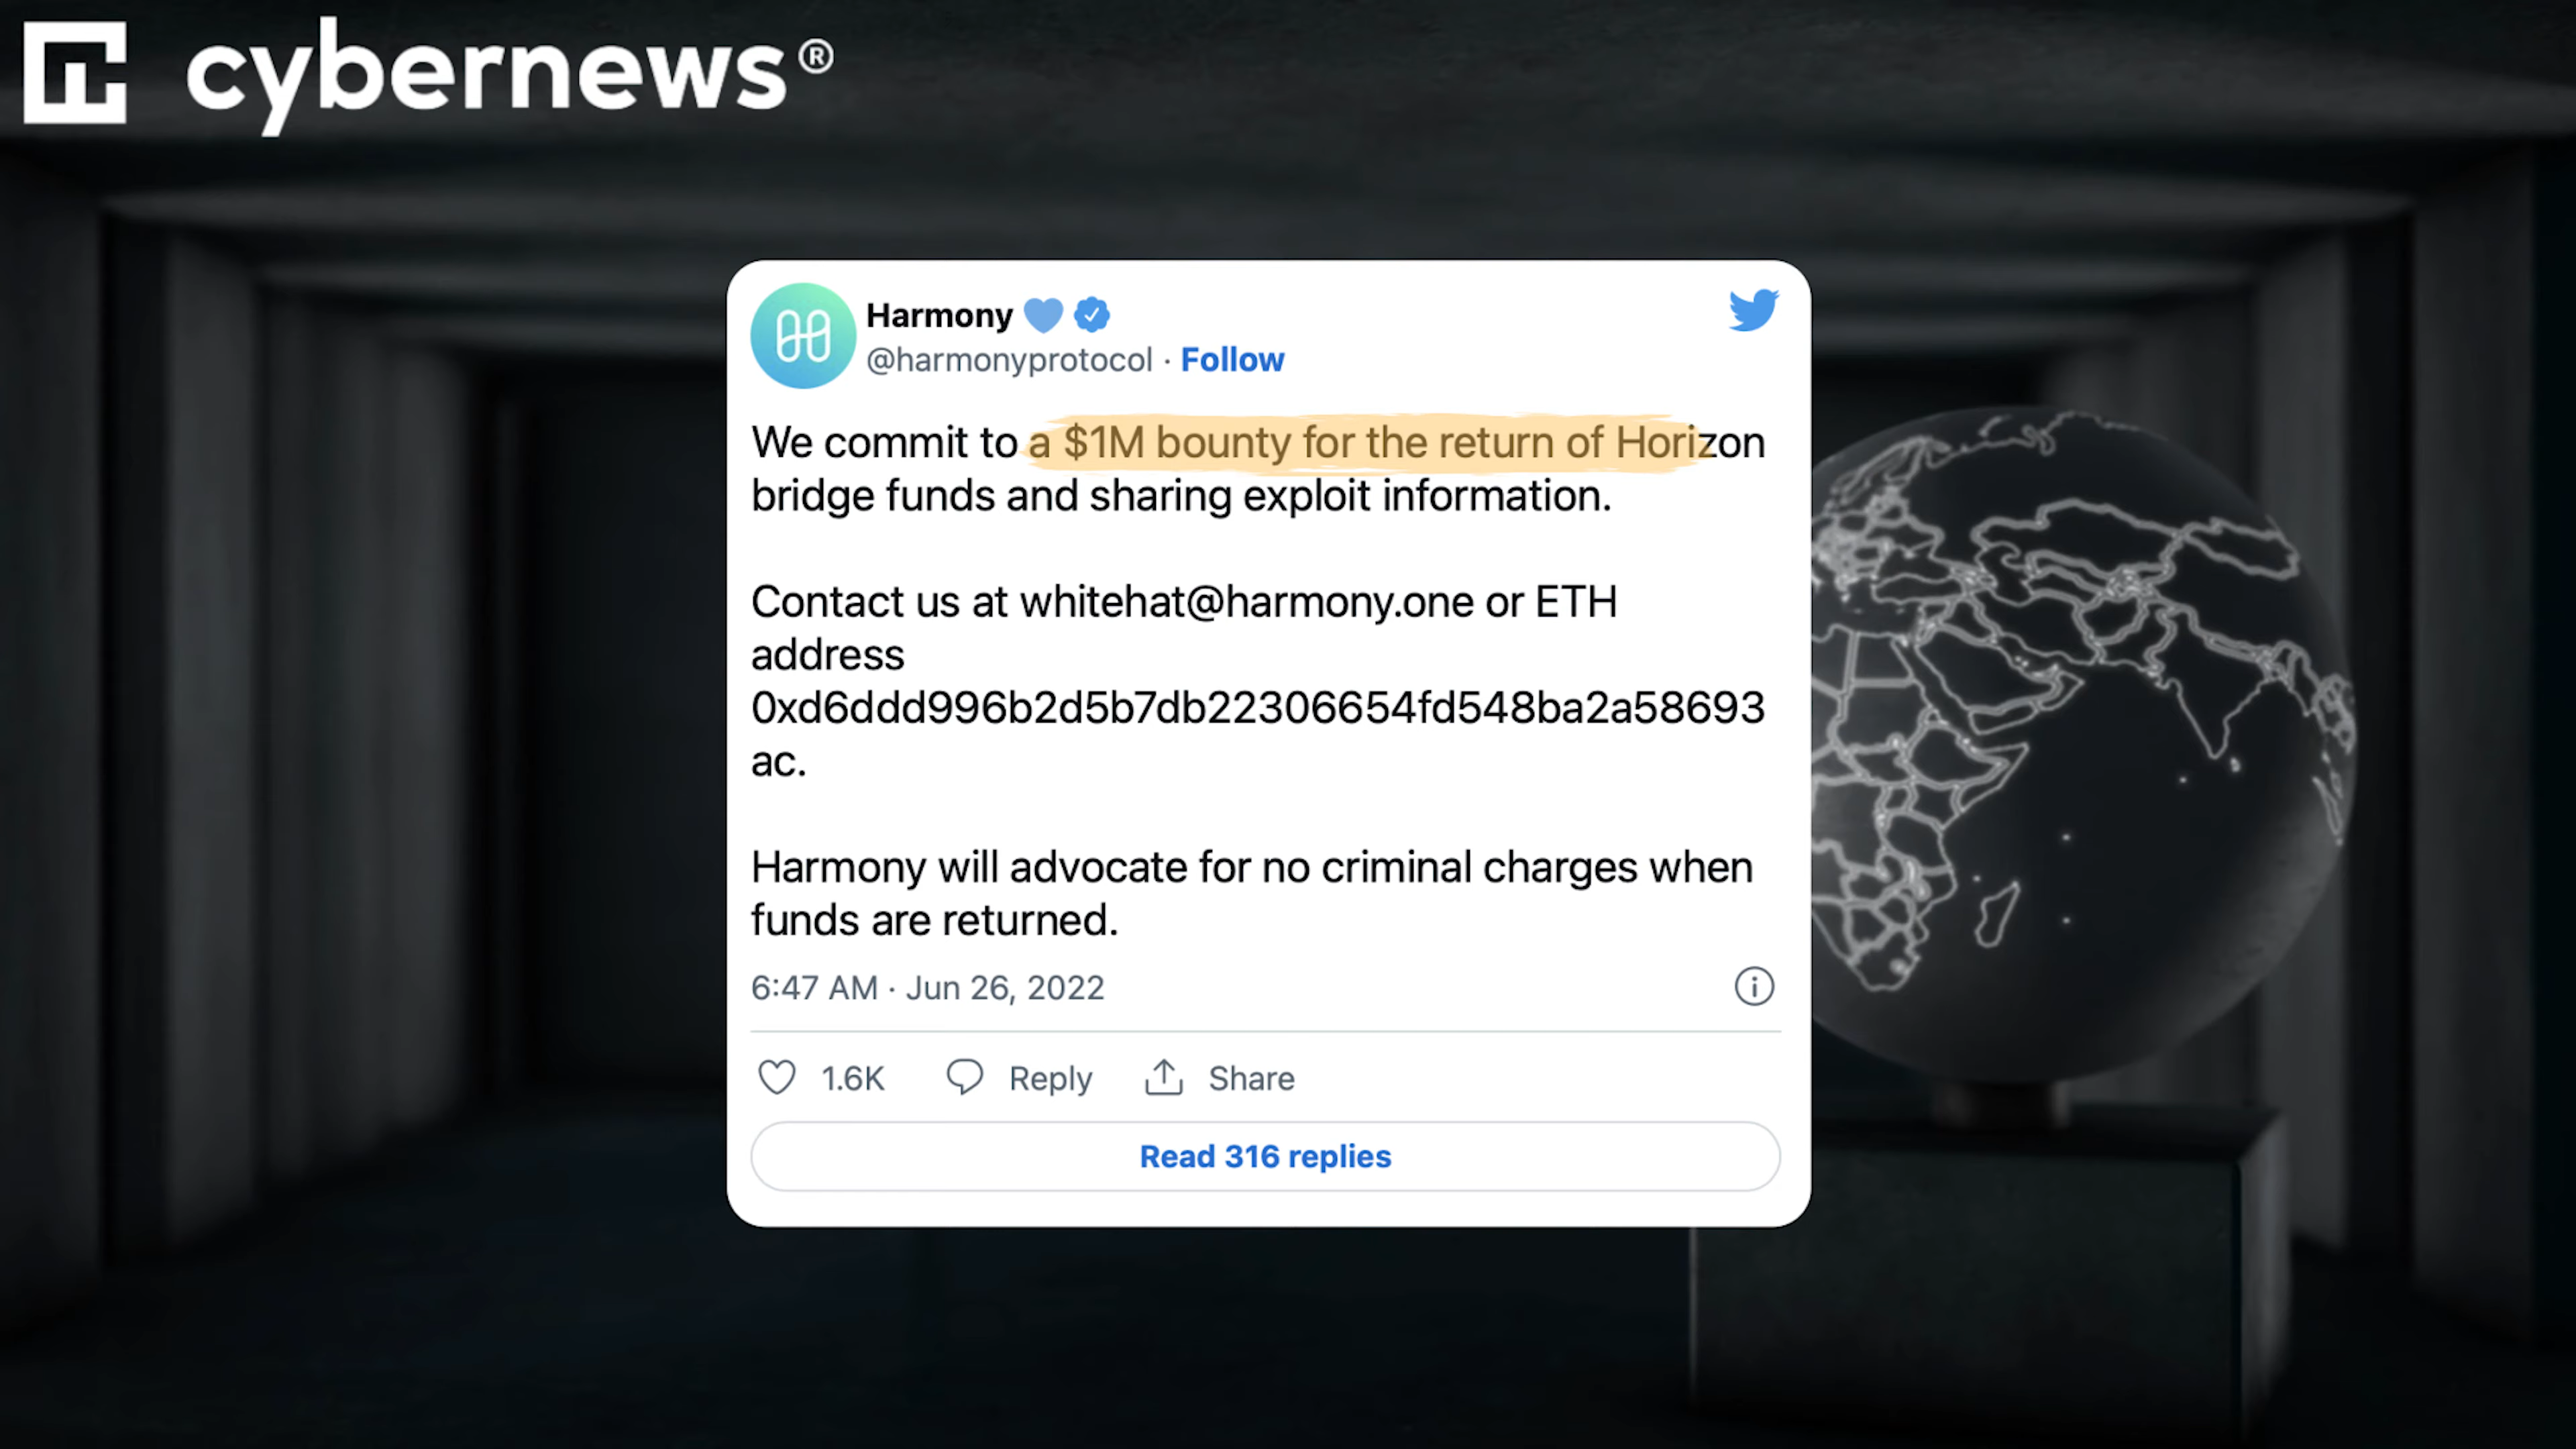 cybernews®
Harmony
@harmonyprotocol · Follow
We commit to a $1M bounty for the return of Horizon
bridge funds and sharing exploit information.
Contact us at whitehat@harmony.one or ETH
address
0xd6ddd996b2d5b7db22306654fd548ba2a58693
ac.
Harmony will advocate for no criminal charges when
funds are returned.
6:47 AM · Jun 26, 2022
1.6K Reply Share
Read 316 replies